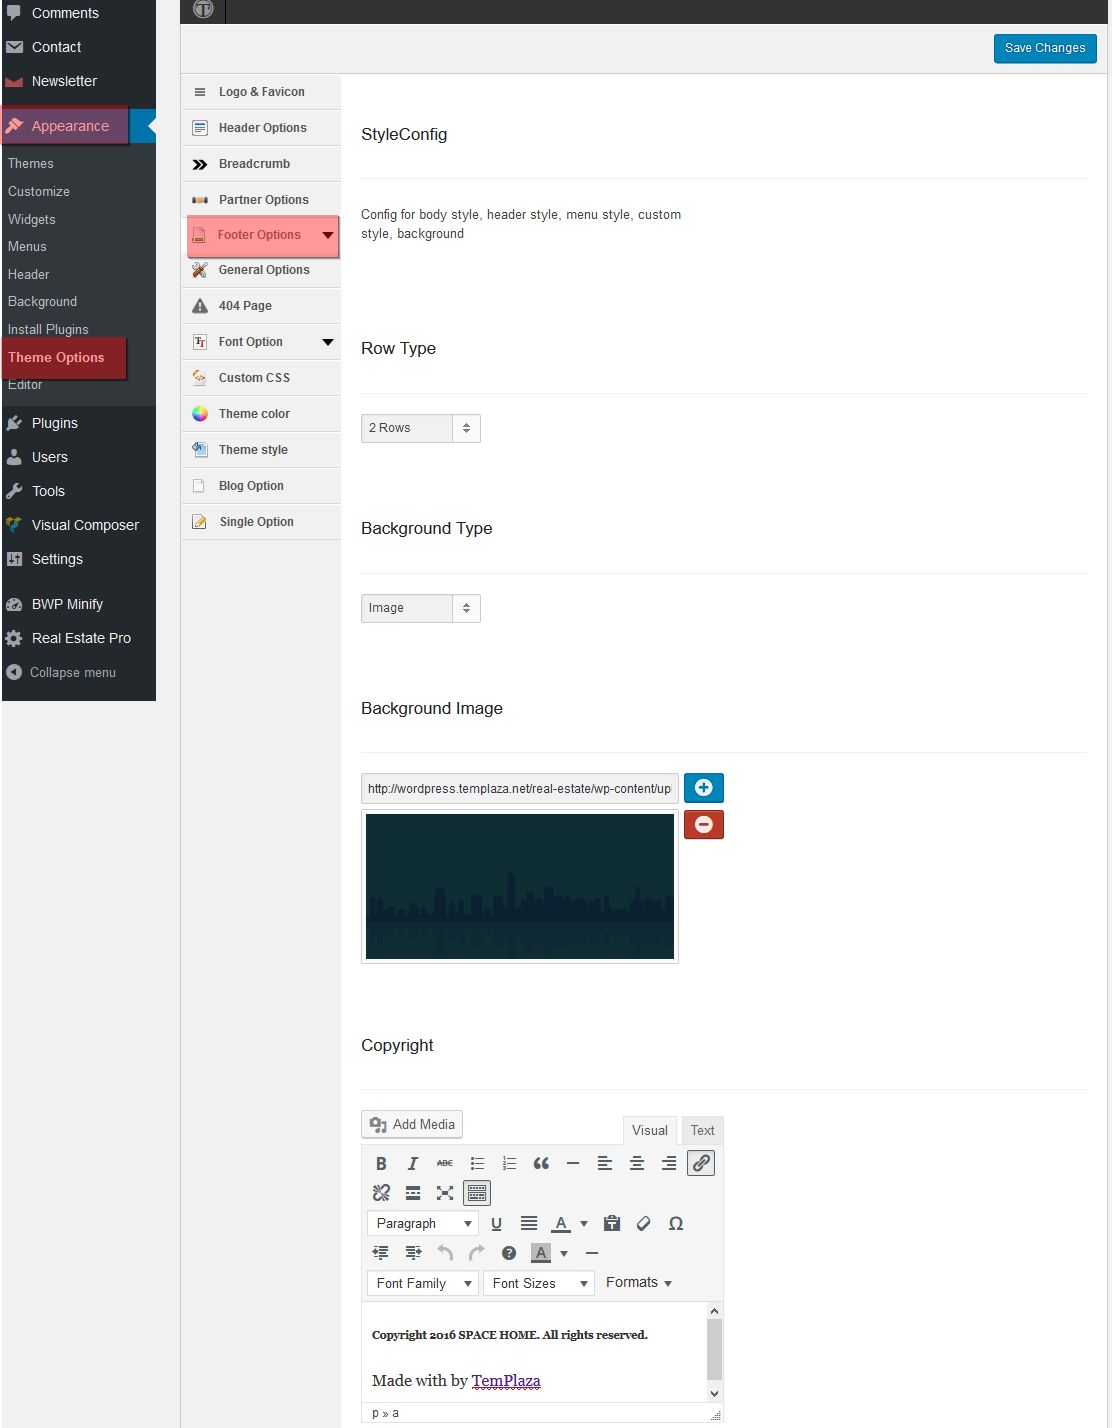 Comments
Contact
Newsletter
Appearance
Themes
Customize
Widgets
Menus
Header
Background
Install Plugins
Theme Options
Editor
Plugins
Users
Tools
Visual Composer
Settings
BWP Minify
Real Estate Pro
Collapse menu
Save Changes
Logo & Favicon
Header Options
Breadcrumb
Partner Options
Footer Options
General Options
404 Page
Font Option
Custom CSS
Theme color
Theme style
Blog Option
Single Option
StyleConfig
Config for body style, header style, menu style, custom
style, background
Row Type
2 Rows
Background Type
Image
Background Image
http://wordpress.templaza.net/real-estate/wp-content/up
Copyright
Add Media
Visual Text
B I ABC
Paragraph U A Ω
A
Font Family Font Sizes Formats
Copyright 2016 SPACE HOME. All rights reserved.
Made with by TemPlaza
p » a